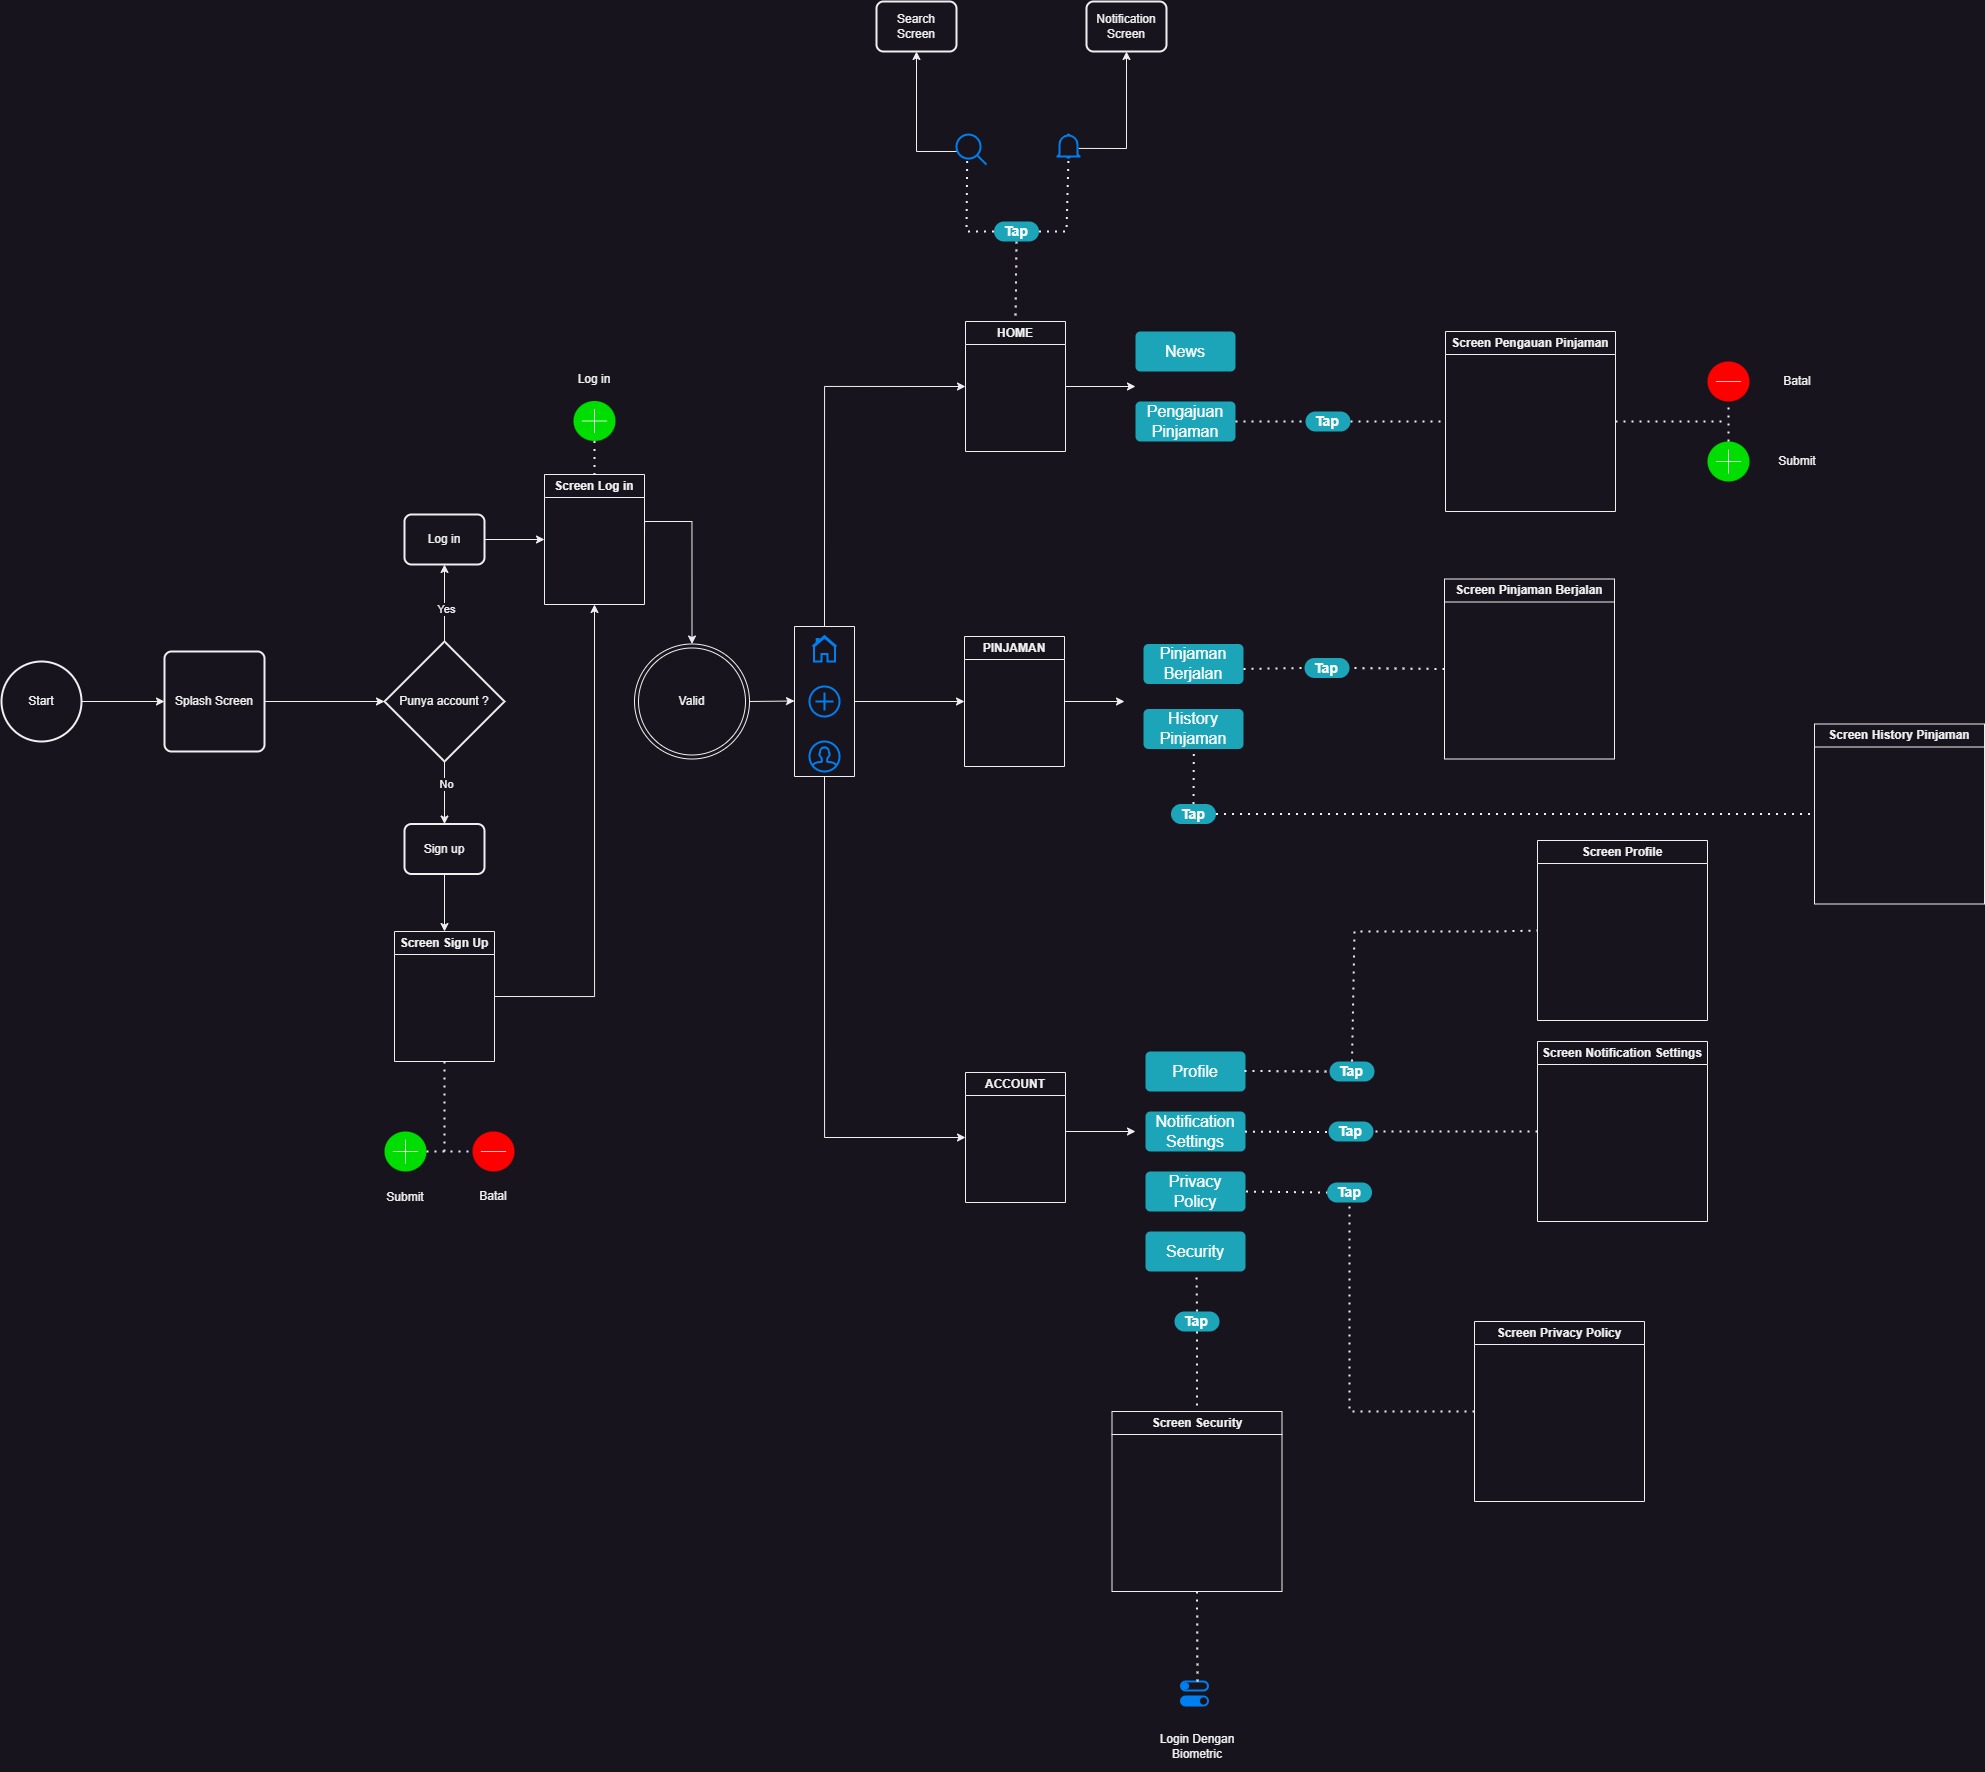 Search
Screen
Notification
Screen
Tap
HOME
News
Pengajuan
Pinjaman
Tap
Screen Pengauan Pinjaman
Batal
Submit
Log in
Screen Log in
Log in
Yes
Start
Splash Screen
Punya account ?
No
Sign up
Screen Sign Up
Submit
Batal
Valid
PINJAMAN
Pinjaman
Berjalan
Tap
Screen Pinjaman Berjalan
History
Pinjaman
Tap
Screen History Pinjaman
Screen Profile
ACCOUNT
Profile
Tap
Screen Notification Settings
Notification
Settings
Tap
Privacy
Policy
Tap
Security
Tap
Screen Privacy Policy
Screen Security
Login Dengan
Biometric